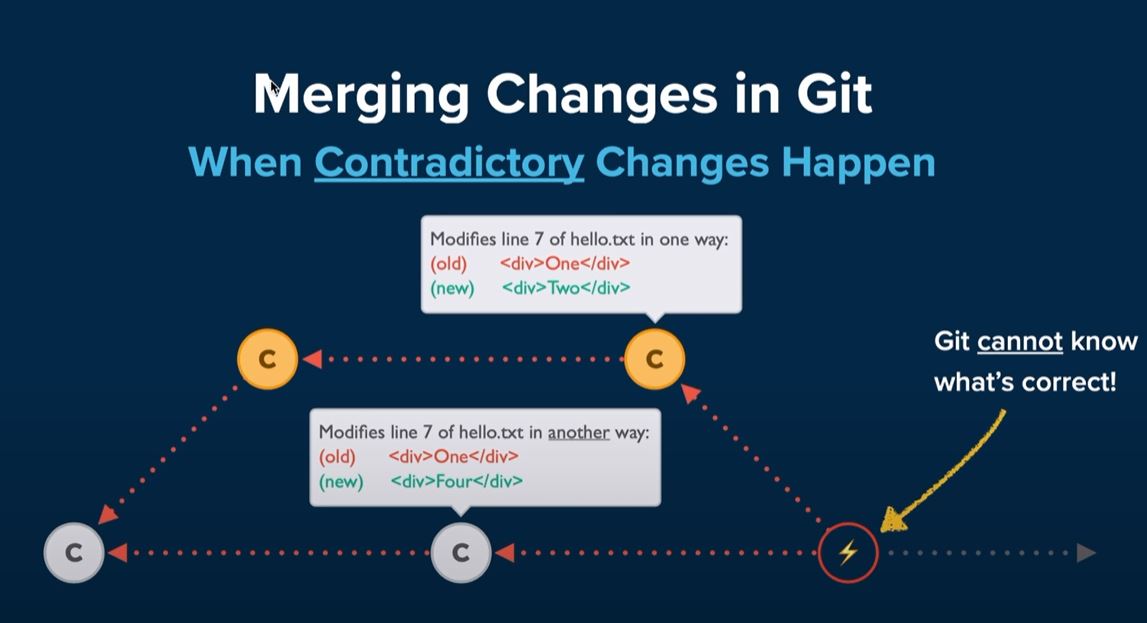 Merging Changes in Git
When Contradictory Changes Happen
Modifies line 7 of hello.txt in one way:
(old) <div>One</div>
(new) <div>Two</div>
Git cannot know
what's correct!
C
C
Modifies line 7 of hello.txt in another way:
(old) <div>One</div>
(new) <div>Four</div>
C
C